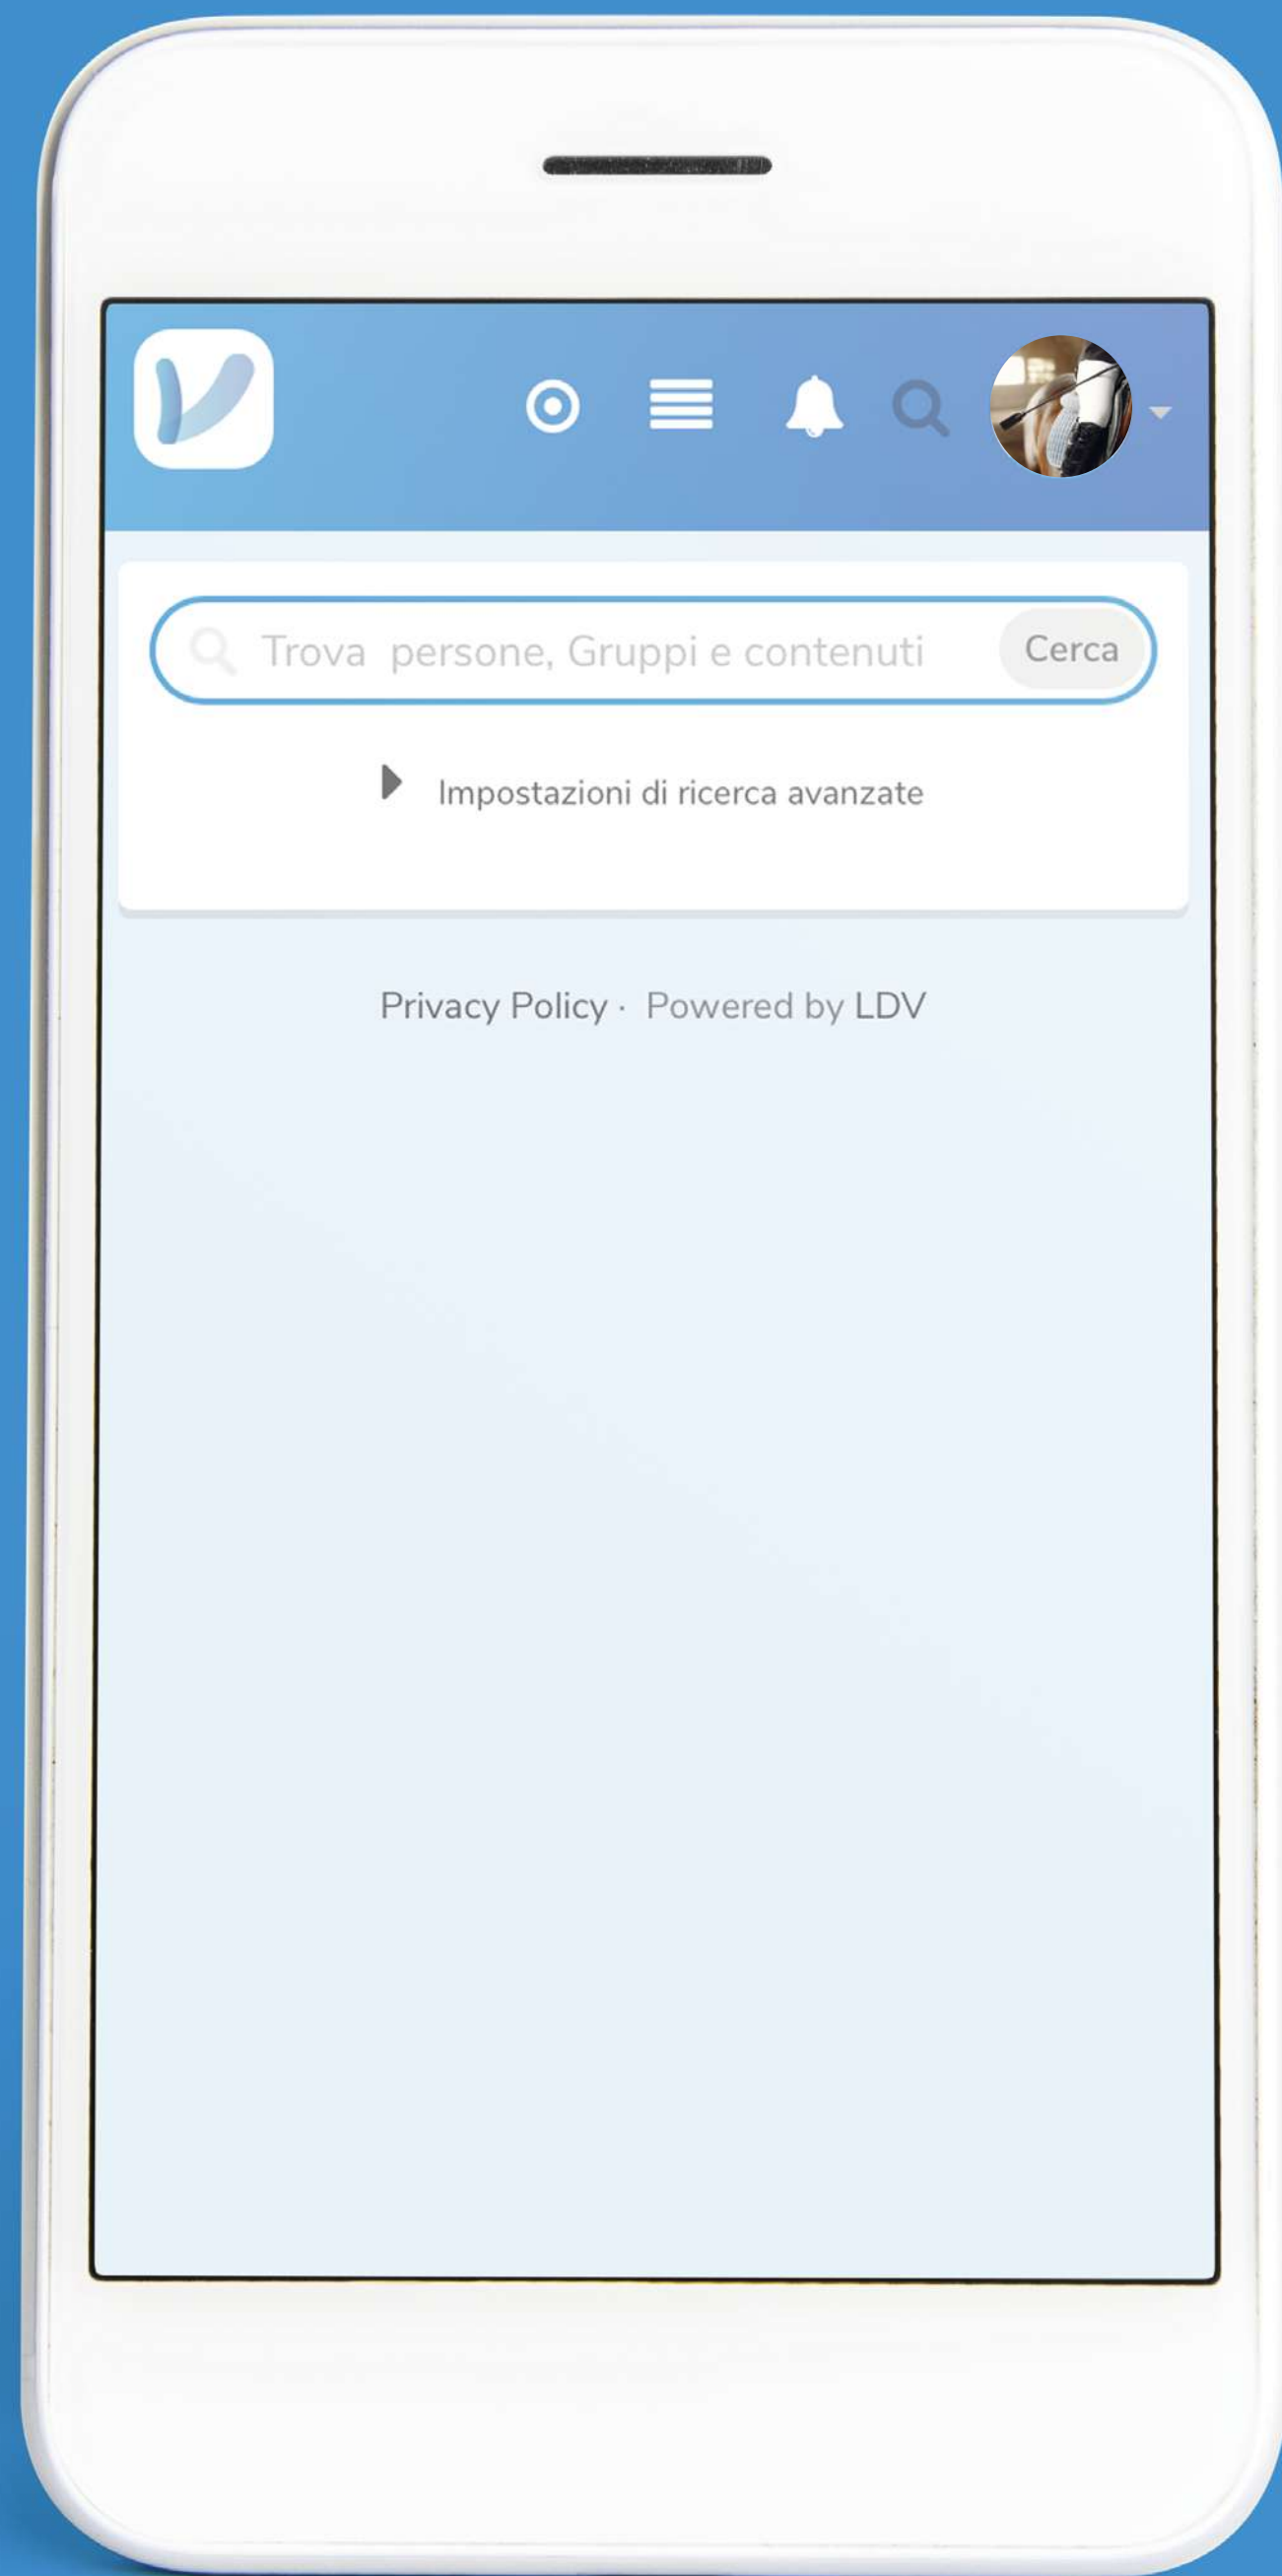 Trova persone, Gruppi e contenuti Cerca
Impostazioni di ricerca avanzate
Privacy Policy · Powered by LDV